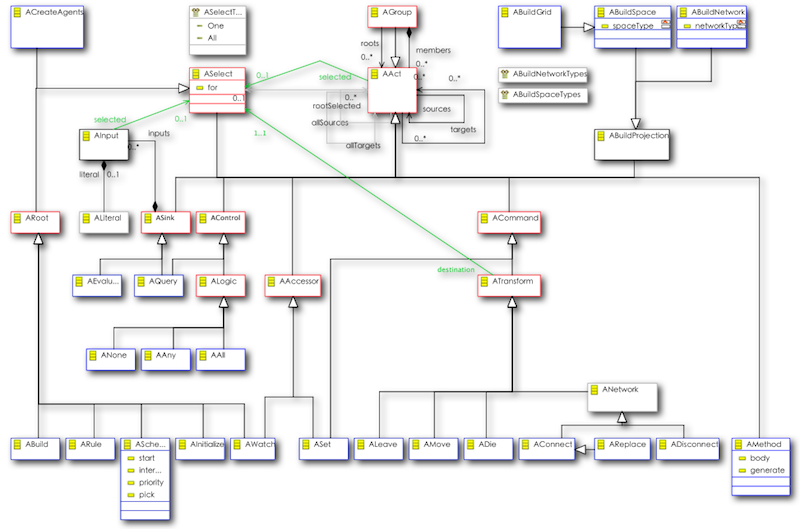 ACreateAgents
ASelectT...
One
All
AGroup
ABuildGrid
ABuildSpace
spaceType
ABuildNetwork
networkTyp
roots
members
0..*
0..*
ASelect
for
0..1
0..1
selected
AAct
0..*
0..*
0..*
ABuildNetworkTypes
ABuildSpaceTypes
rootSelected
sources
allSources
targets
allTargets
0..*
selected
0..1
1..1
AInput
inputs
0..*
ABuildProjection
literal
0..1
ARoot
ALiteral
ASink
AControl
ACommand
destination
AEvalu...
AQuery
ALogic
AAccessor
ATransform
ANone
AAny
AAll
ANetwork
ABuild
ARule
ASche...
start
inter...
priority
pick
AInitialize
AWatch
ASet
ALeave
AMove
ADie
AConnect
AReplace
ADisconnect
AMethod
body
generate